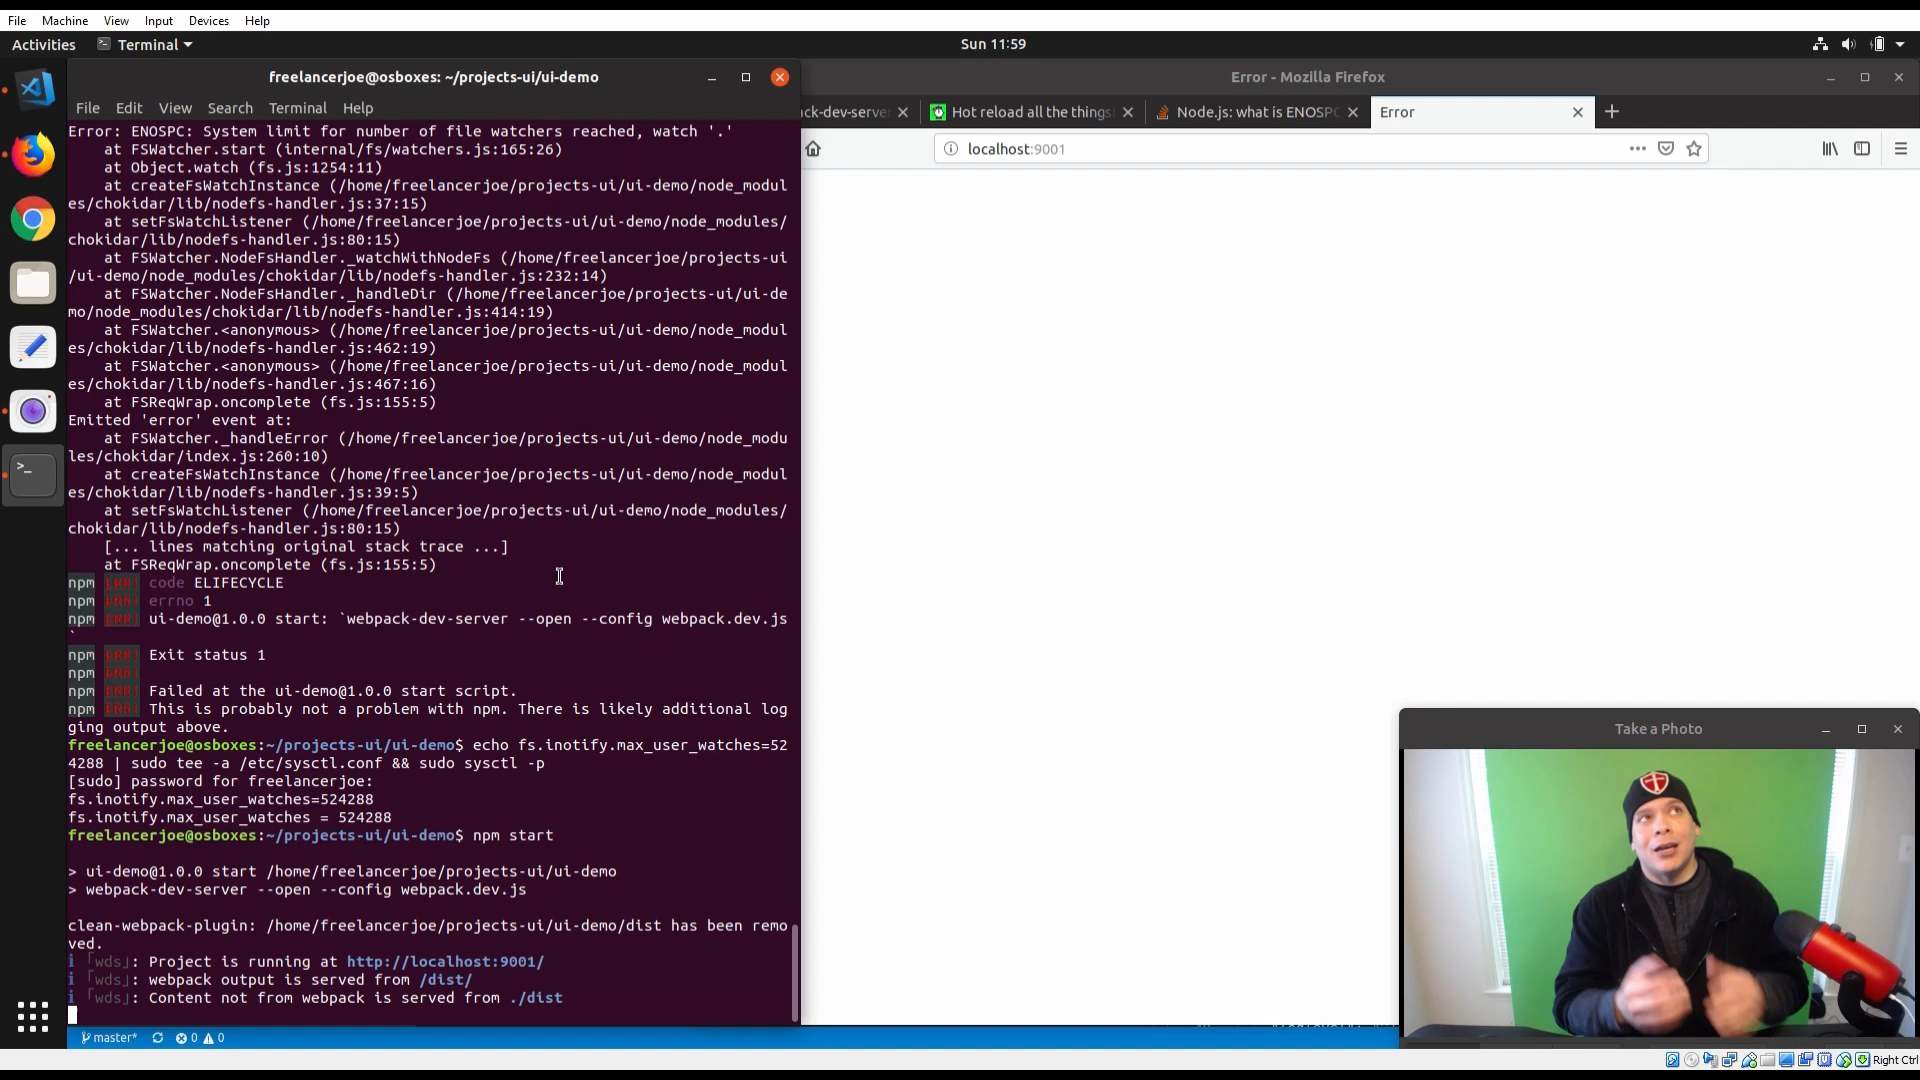 File Machine View Input Devices Help
Activities Terminal Sun 11:59
freelancerjoe@osboxes: ~/projects-ui/ui-demo
Error - Mozilla Firefox
File Edit View Search Terminal Help
ck-dev-server Hot reload all the things! Node.js: what is ENOSPC Error
localhost:9001
Error: ENOSPC: System limit for number of file watchers reached, watch '.'
at FSWatcher.start (internal/fs/watchers.js:165:26)
at Object.watch (fs.js:1254:11)
at createFsWatchInstance (/home/freelancerjoe/projects-ui/ui-demo/node_modul
es/chokidar/lib/nodefs-handler.js:37:15)
at setFsWatchListener (/home/freelancerjoe/projects-ui/ui-demo/node_modules/
chokidar/lib/nodefs-handler.js:80:15)
at FSWatcher.NodeFsHandler._watchWithNodeFs (/home/freelancerjoe/projects-ui
/ui-demo/node_modules/chokidar/lib/nodefs-handler.js:232:14)
at FSWatcher.NodeFsHandler._handleDir (/home/freelancerjoe/projects-ui/ui-de
mo/node_modules/chokidar/lib/nodefs-handler.js:414:19)
at FSWatcher.<anonymous> (/home/freelancerjoe/projects-ui/ui-demo/node_modul
es/chokidar/lib/nodefs-handler.js:462:19)
at FSWatcher.<anonymous> (/home/freelancerjoe/projects-ui/ui-demo/node_modul
es/chokidar/lib/nodefs-handler.js:467:16)
at FSReqWrap.oncomplete (fs.js:155:5)
Emitted 'error' event at:
at FSWatcher._handleError (/home/freelancerjoe/projects-ui/ui-demo/node_modu
les/chokidar/index.js:260:10)
at createFsWatchInstance (/home/freelancerjoe/projects-ui/ui-demo/node_modul
es/chokidar/lib/nodefs-handler.js:39:5)
at setFsWatchListener (/home/freelancerjoe/projects-ui/ui-demo/node_modules/
chokidar/lib/nodefs-handler.js:80:15)
[... lines matching original stack trace ...]
at FSReqWrap.oncomplete (fs.js:155:5)
npm ERR! code ELIFECYCLE
npm ERR! errno 1
npm ERR! ui-demo@1.0.0 start: `webpack-dev-server --open --config webpack.dev.js
`
npm ERR! Exit status 1
npm ERR!
npm ERR! Failed at the ui-demo@1.0.0 start script.
npm ERR! This is probably not a problem with npm. There is likely additional log
ging output above.
freelancerjoe@osboxes:~/projects-ui/ui-demo$ echo fs.inotify.max_user_watches=52
4288 | sudo tee -a /etc/sysctl.conf && sudo sysctl -p
[sudo] password for freelancerjoe:
fs.inotify.max_user_watches=524288
fs.inotify.max_user_watches = 524288
freelancerjoe@osboxes:~/projects-ui/ui-demo$ npm start
> ui-demo@1.0.0 start /home/freelancerjoe/projects-ui/ui-demo
> webpack-dev-server --open --config webpack.dev.js
clean-webpack-plugin: /home/freelancerjoe/projects-ui/ui-demo/dist has been remo
ved.
i ｢wds｣: Project is running at http://localhost:9001/
i ｢wds｣: webpack output is served from /dist/
i ｢wds｣: Content not from webpack is served from ./dist
Take a Photo
master* 0 0
Right Ctrl